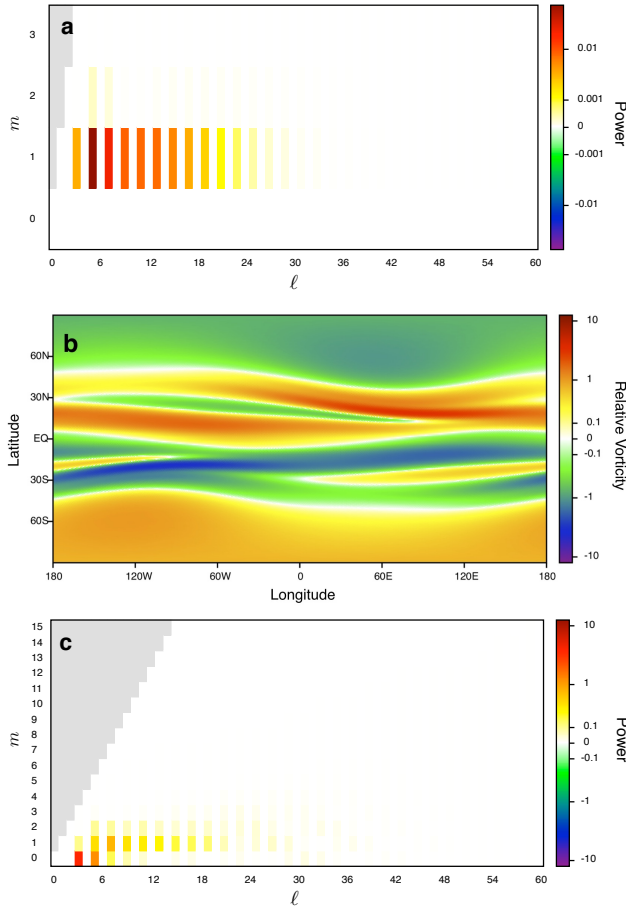 a
3
2
1
0
m
0 6 12 18 24 30 36 42 48 54 60
ℓ
0.01
0.001
0
-0.001
-0.01
Power
b
60N
30N
EQ
30S
60S
Latitude
180 120W 60W 0 60E 120E 180
Longitude
10
1
0.1
0
-0.1
-1
-10
Relative Vorticity
c
15
14
13
12
11
10
9
8
7
6
5
4
3
2
1
0
m
0 6 12 18 24 30 36 42 48 54 60
ℓ
10
1
0.1
0
-0.1
-1
-10
Power